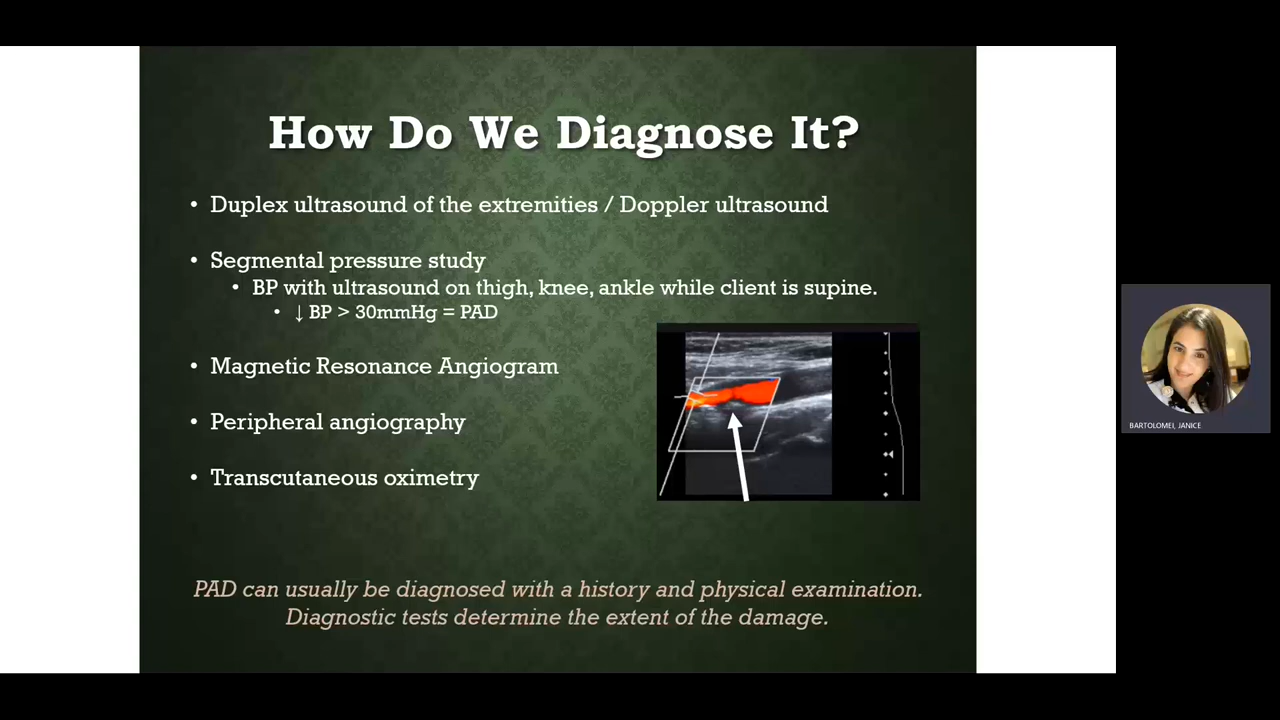 How Do We Diagnose It?
• Duplex ultrasound of the extremities / Doppler ultrasound
• Segmental pressure study
• BP with ultrasound on thigh, knee, ankle while client is supine.
• ↓ BP > 30mmHg = PAD
• Magnetic Resonance Angiogram
• Peripheral angiography
• Transcutaneous oximetry
PAD can usually be diagnosed with a history and physical examination.
Diagnostic tests determine the extent of the damage.
BARTOLOMEI, JANICE